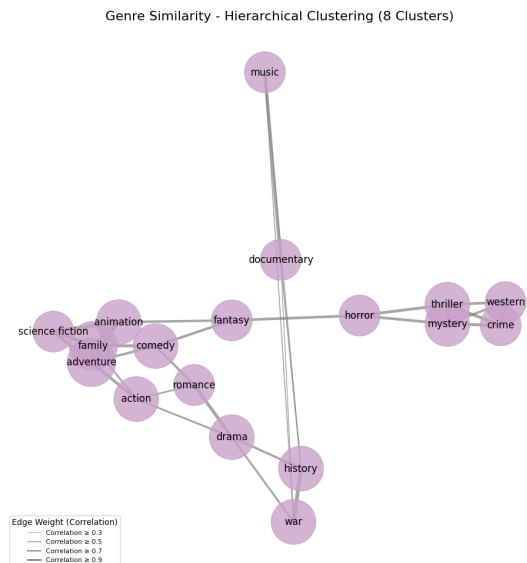 Genre Similarity - Hierarchical Clustering (8 Clusters)
music
documentary
western
thriller
animation
fantasy
horror
mystery
crime
science fiction
family
comedy
adventure
romance
action
drama
history
war
Edge Weight (Correlation)
Correlation ≥ 0.3
Correlation ≥ 0.5
Correlation ≥ 0.7
Correlation ≥ 0.9